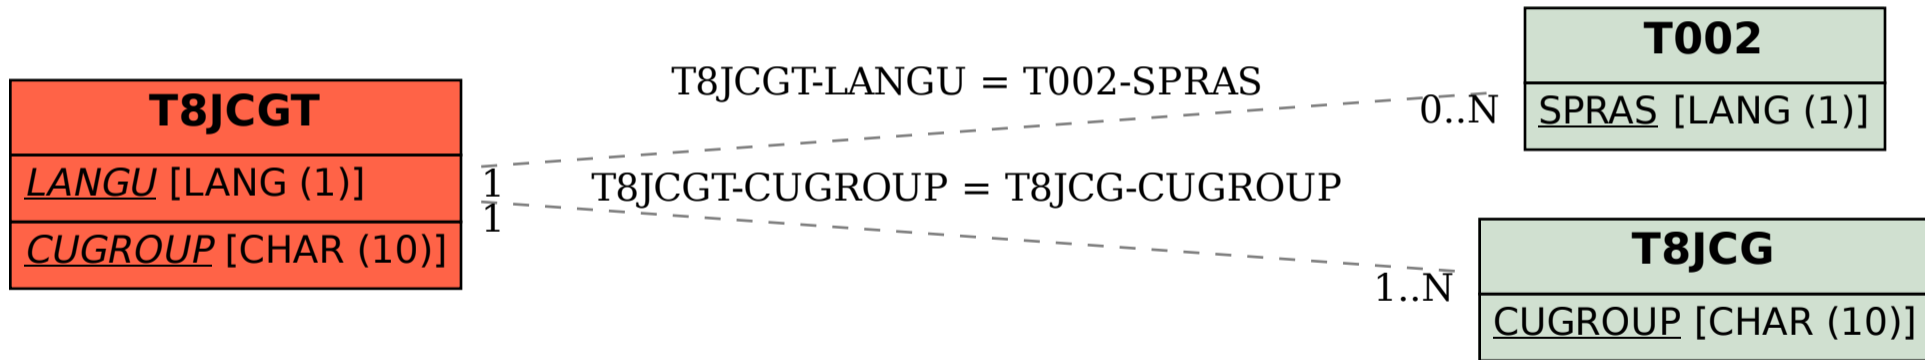 T8JCGT
LANGU [LANG (1)]
CUGROUP [CHAR (10)]
T8JCGT-LANGU = T002-SPRAS
1
0..N
T8JCGT-CUGROUP = T8JCG-CUGROUP
1
1..N
T002
SPRAS [LANG (1)]
T8JCG
CUGROUP [CHAR (10)]